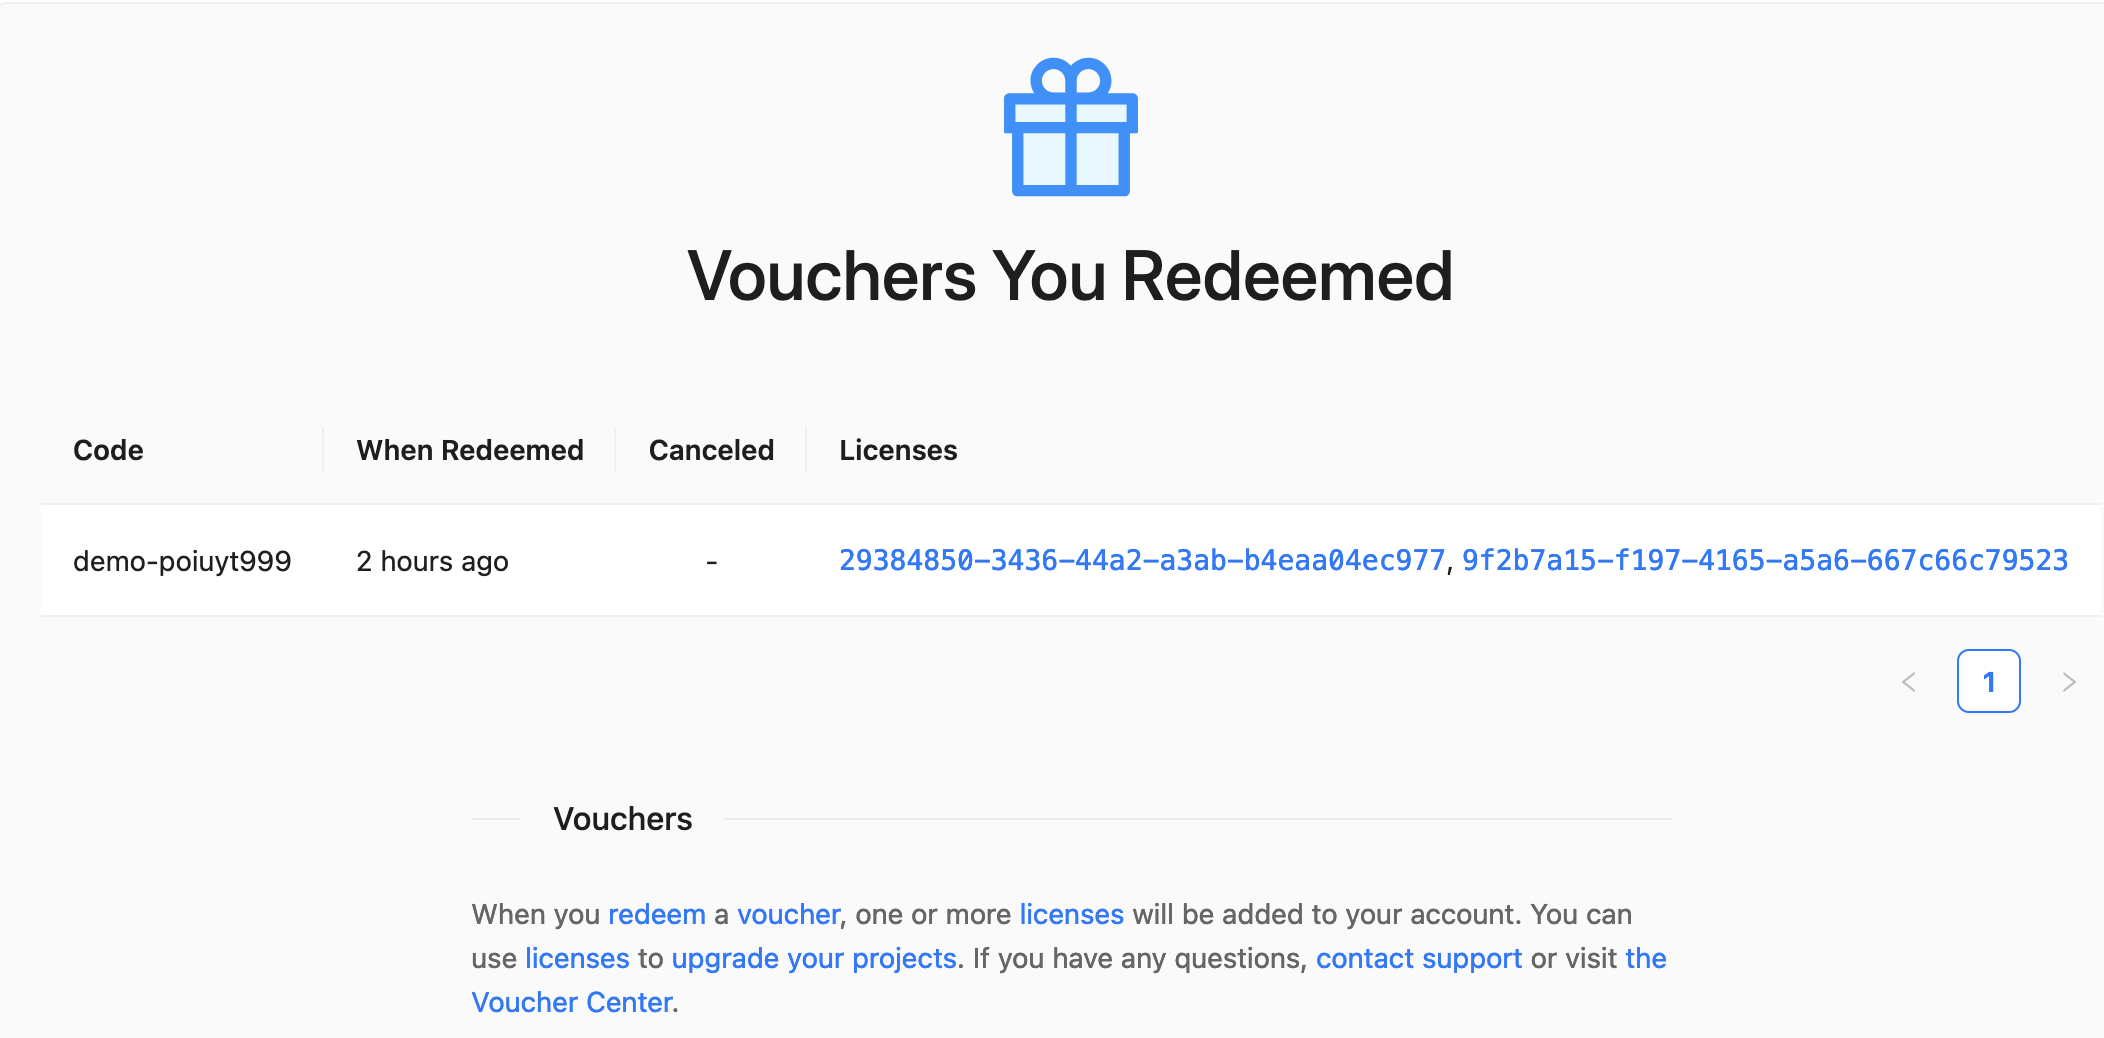 Vouchers You Redeemed
Code When Redeemed Canceled Licenses
demo-poiuyt999 2 hours ago - 29384850-3436-44a2-a3ab-b4eaa04ec977, 9f2b7a15-f197-4165-a5a6-667c66c79523
< 1 >
Vouchers
When you redeem a voucher, one or more licenses will be added to your account. You can
use licenses to upgrade your projects. If you have any questions, contact support or visit the
Voucher Center.